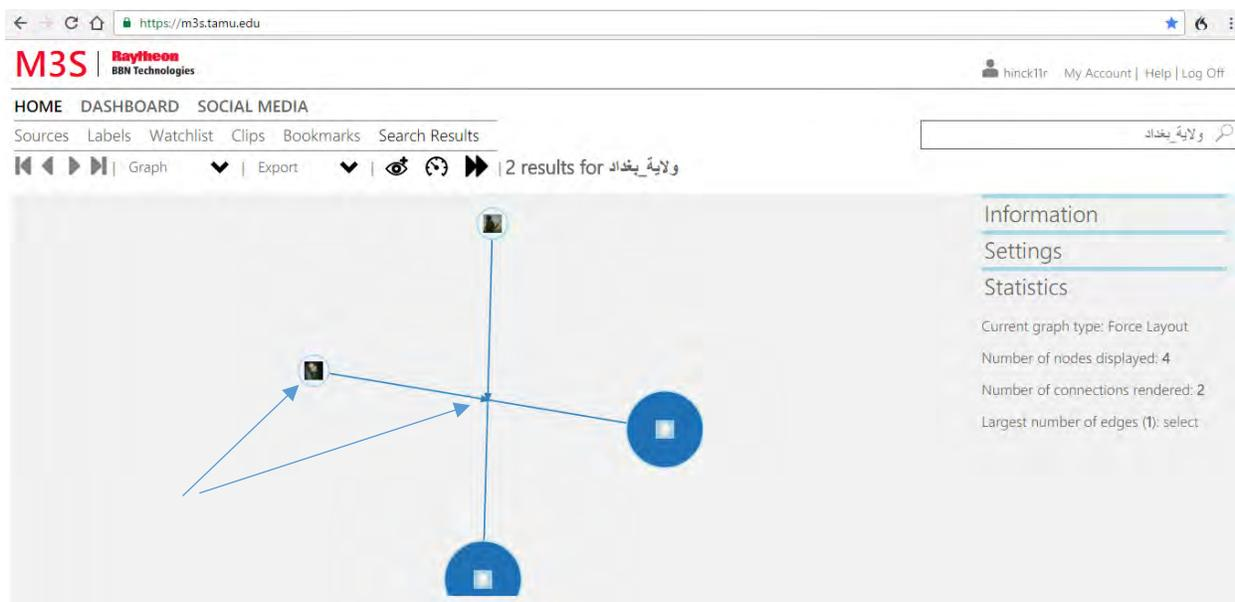 https://m3s.tamu.edu
M3S | Raytheon
BBN Technologies
hinck11r My Account | Help | Log Off
HOME DASHBOARD SOCIAL MEDIA
Sources Labels Watchlist Clips Bookmarks Search Results
ولاية_بغداد
| Graph | Export | | 2 results for ولاية_بغداد
Information
Settings
Statistics
Current graph type: Force Layout
Number of nodes displayed: 4
Number of connections rendered: 2
Largest number of edges (1): select